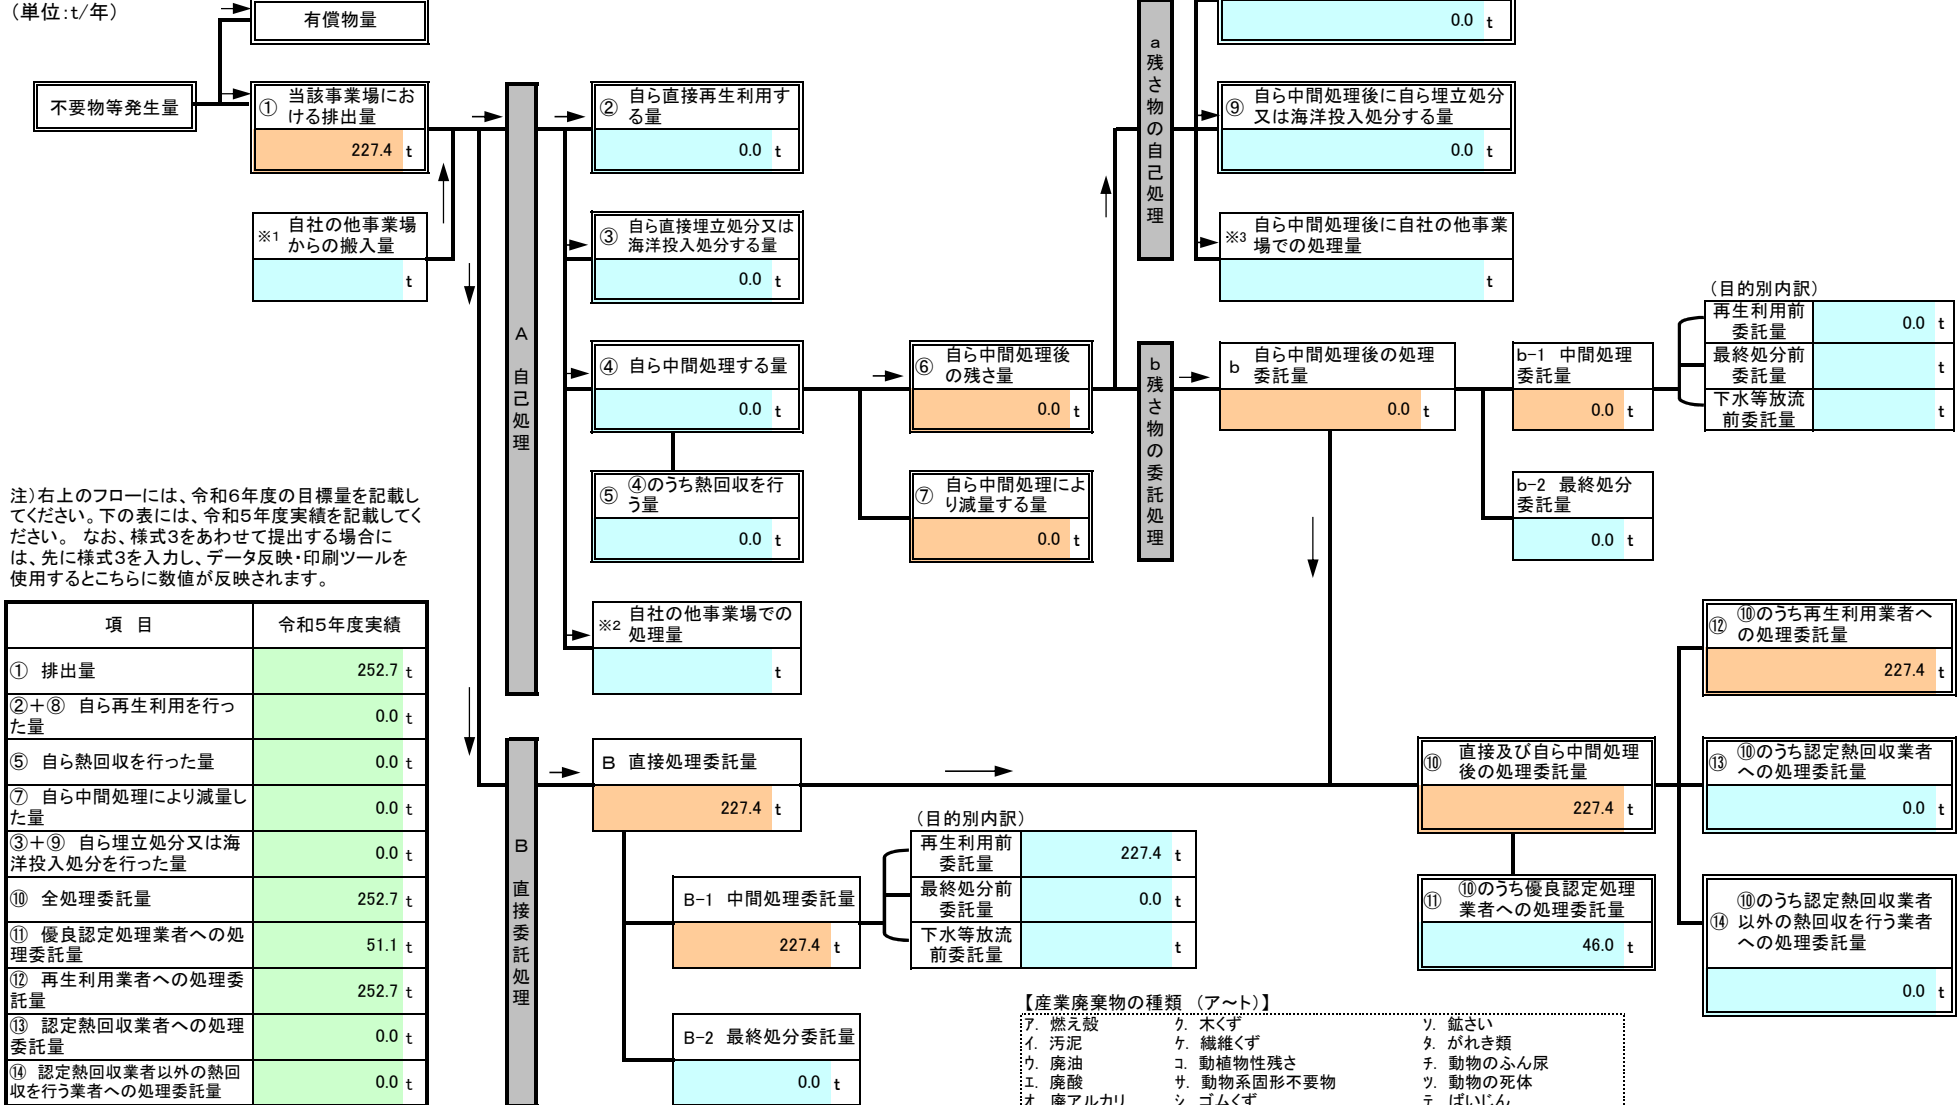 （単位：t/年）
有償物量
不要物等発生量
① 当該事業場にお
ける排出量
227.4 t
※1 自社の他事業場
からの搬入量
t
A 自己処理
② 自ら直接再生利用す
る量
0.0 t
③ 自ら直接埋立処分又は
海洋投入処分する量
0.0 t
④ 自ら中間処理する量
0.0 t
⑤ ④のうち熱回収を行
う量
0.0 t
※2 自社の他事業場での
処理量
t
⑥ 自ら中間処理後
の残さ量
0.0 t
⑦ 自ら中間処理によ
り減量する量
0.0 t
a 残さ物の自己処理
0.0 t
⑨ 自ら中間処理後に自ら埋立処分
又は海洋投入処分する量
0.0 t
※3 自ら中間処理後に自社の他事業
場での処理量
t
b 残さ物の委託処理
b 自ら中間処理後の処理
委託量
0.0 t
b-1 中間処理
委託量
0.0 t
b-2 最終処分
委託量
0.0 t
（目的別内訳）
再生利用前
委託量
0.0 t
最終処分前
委託量
t
下水等放流
前委託量
t
注）右上のフローには、令和6年度の目標量を記載し
てください。下の表には、令和5年度実績を記載してく
ださい。 なお、様式3をあわせて提出する場合に
は、先に様式3を入力し、データ反映・印刷ツールを
使用するとこちらに数値が反映されます。
項 目 令和5年度実績
① 排出量 252.7 t
②＋⑧ 自ら再生利用を行っ
た量 0.0 t
⑤ 自ら熱回収を行った量 0.0 t
⑦ 自ら中間処理により減量し
た量 0.0 t
③＋⑨ 自ら埋立処分又は海
洋投入処分を行った量 0.0 t
⑩ 全処理委託量 252.7 t
⑪ 優良認定処理業者への処
理委託量 51.1 t
⑫ 再生利用業者への処理委
託量 252.7 t
⑬ 認定熱回収業者への処理
委託量 0.0 t
⑭ 認定熱回収業者以外の熱回
収を行う業者への処理委託量 0.0 t
B 直接委託処理
B 直接処理委託量
227.4 t
B-1 中間処理委託量
227.4 t
B-2 最終処分委託量
0.0 t
（目的別内訳）
再生利用前
委託量
227.4 t
最終処分前
委託量
0.0 t
下水等放流
前委託量
t
⑩ 直接及び自ら中間処理
後の処理委託量
227.4 t
⑪ ⑩のうち優良認定処理
業者への処理委託量
46.0 t
⑫ ⑩のうち再生利用業者へ
の処理委託量
227.4 t
⑬ ⑩のうち認定熱回収業者
への処理委託量
0.0 t
⑭ ⑩のうち認定熱回収業者
以外の熱回収を行う業者
への処理委託量
0.0 t
【産業廃棄物の種類 （ア～ト）】
ア. 燃え殻 ク. 木くず ソ. 鉱さい
イ. 汚泥 ケ. 繊維くず タ. がれき類
ウ. 廃油 コ. 動植物性残さ チ. 動物のふん尿
エ. 廃酸 サ. 動物系固形不要物 ツ. 動物の死体
オ. 廃アルカリ シ. ゴムくず テ. ばいじん